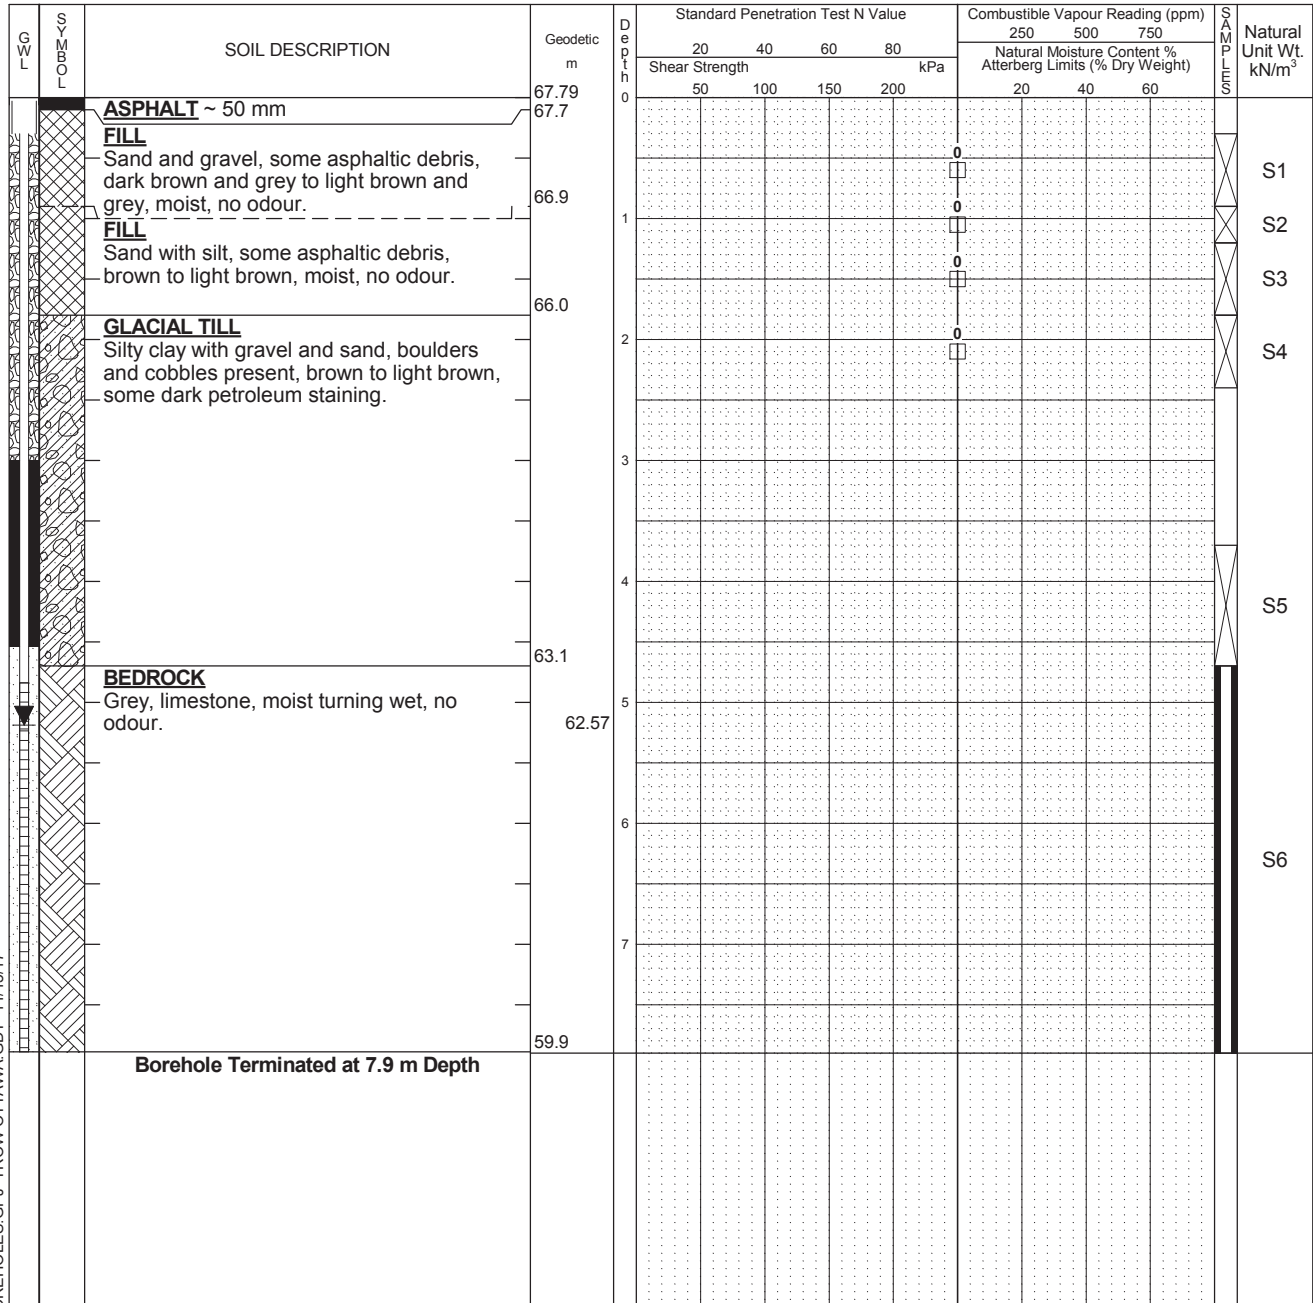 GWL
SYMBOL
SOIL DESCRIPTION
Geodetic
m
Depth
Standard Penetration Test N Value
20 40 60 80
Shear Strength kPa
50 100 150 200
Combustible Vapour Reading (ppm)
250 500 750
Natural Moisture Content %
Atterberg Limits (% Dry Weight)
20 40 60
SAMPLES
Natural
Unit Wt.
kN/m³
67.79
0
ASPHALT ~ 50 mm
67.7
FILL
Sand and gravel, some asphaltic debris,
dark brown and grey to light brown and
grey, moist, no odour.
66.9
0
S1
FILL
Sand with silt, some asphaltic debris,
brown to light brown, moist, no odour.
66.0
1
0
S2
0
S3
GLACIAL TILL
Silty clay with gravel and sand, boulders
and cobbles present, brown to light brown,
some dark petroleum staining.
2
0
S4
3
4
S5
63.1
BEDROCK
Grey, limestone, moist turning wet, no
odour.
62.57
5
6
S6
7
59.9
Borehole Terminated at 7.9 m Depth